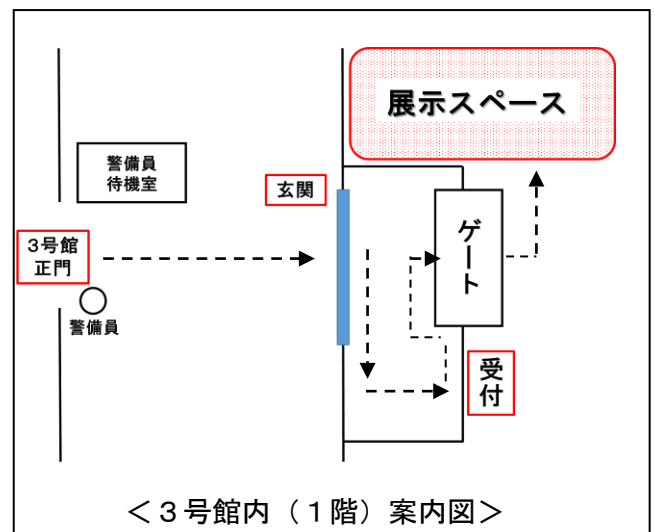 展示スペース
警備員
待機室
玄関
3号館
正門
警備員
ゲート
受付
＜３号館内（１階）案内図＞